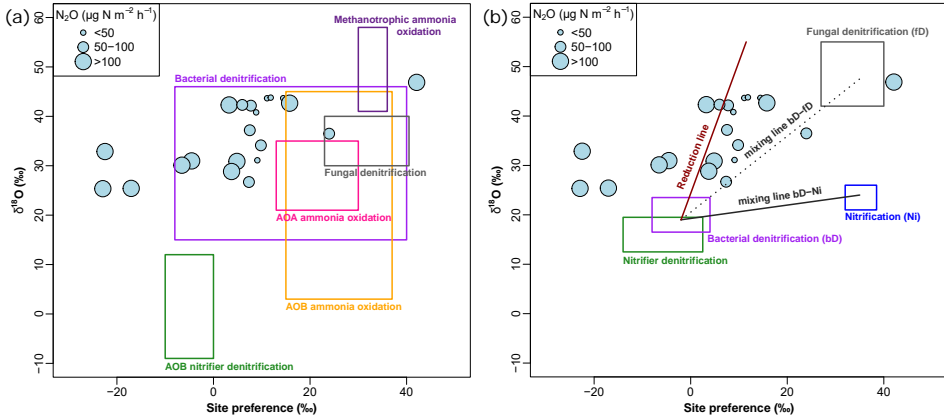 (a)
N₂O (µg N m⁻² h⁻¹)
<50
50−100
>100
Methanotrophic ammonia
oxidation
Bacterial denitrification
Fungal denitrification
AOA ammonia oxidation
AOB ammonia oxidation
AOB nitrifier denitrification
δ¹⁸O (‰)
60
50
40
30
20
10
0
−10
−20
0
20
40
Site preference (‰)
(b)
N₂O (µg N m⁻² h⁻¹)
<50
50−100
>100
Fungal denitrification (fD)
Reduction line
mixing line bD−fD
mixing line bD−Ni
Nitrification (Ni)
Bacterial denitrification (bD)
Nitrifier denitrification
δ¹⁸O (‰)
60
50
40
30
20
10
0
−10
−20
0
20
40
Site preference (‰)